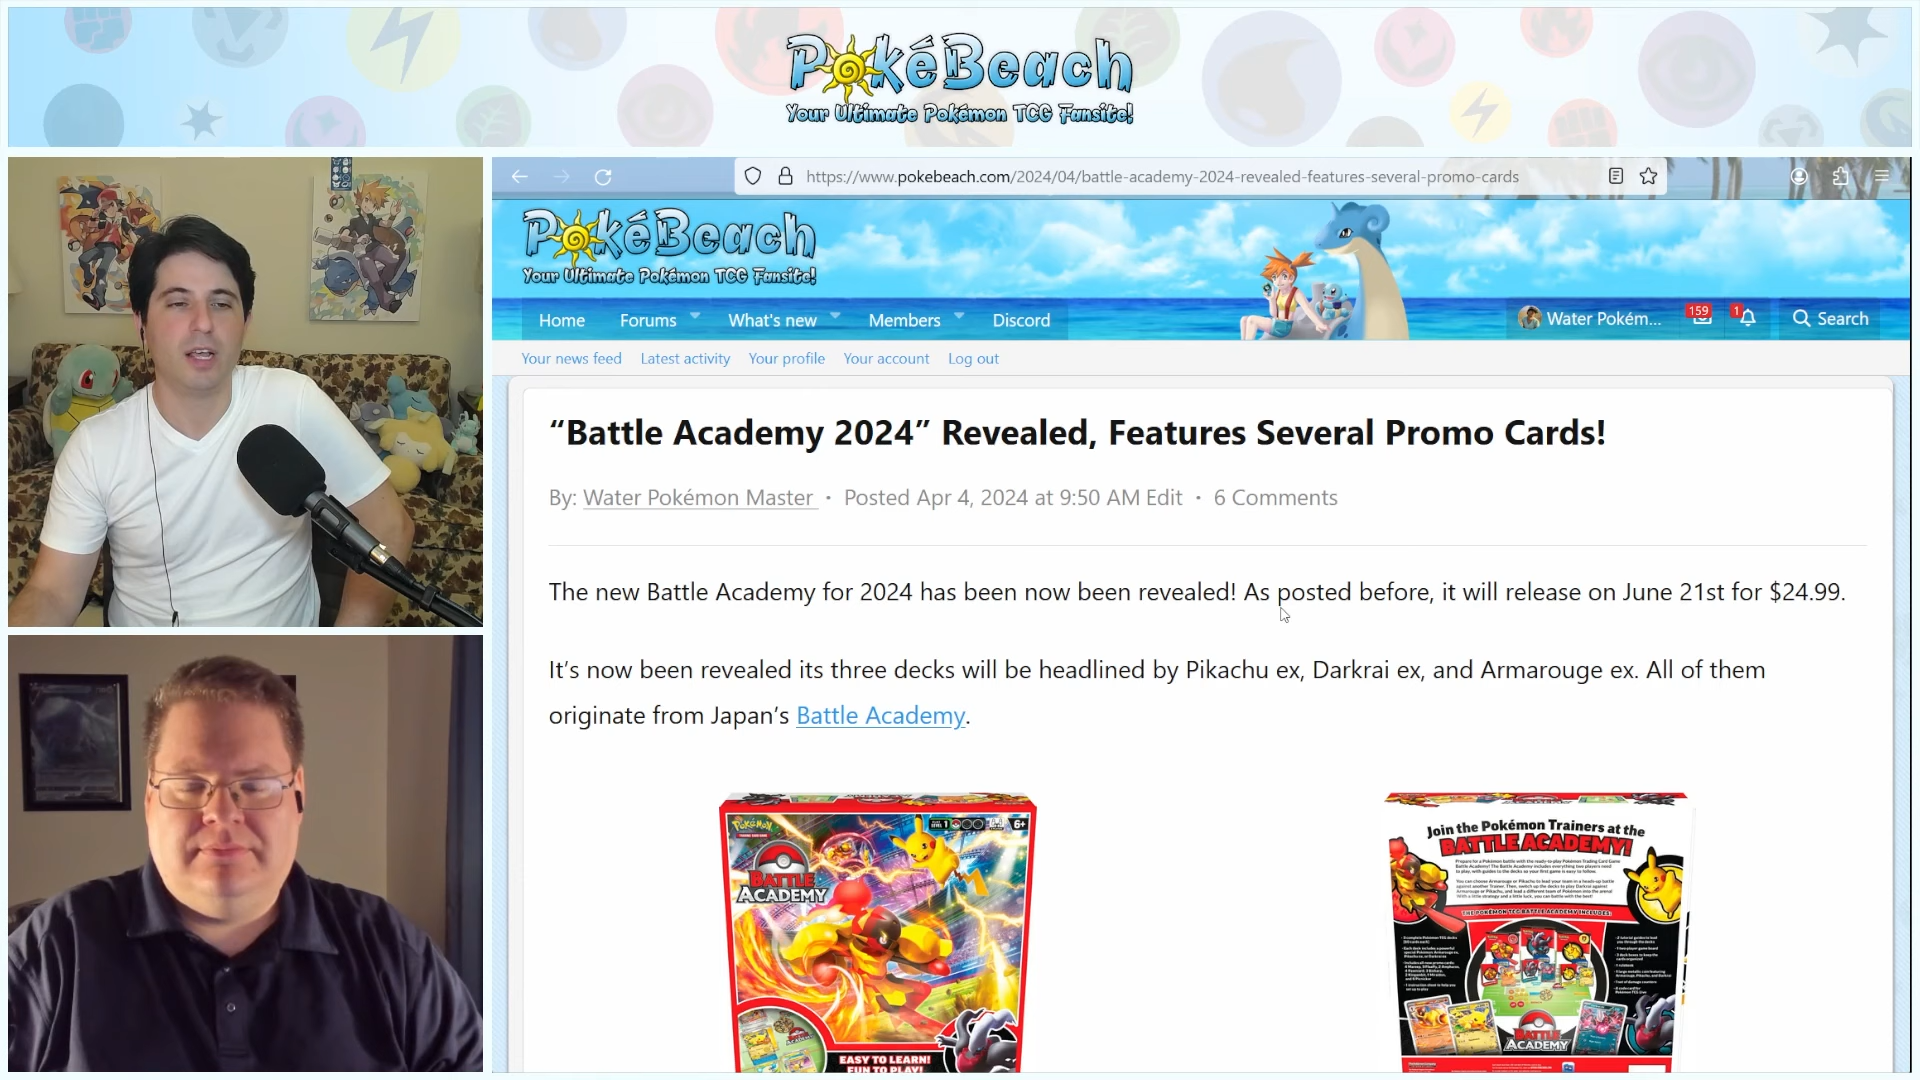 PokéBeach
Your Ultimate Pokémon TCG Fansite!
https://www.pokebeach.com/2024/04/battle-academy-2024-revealed-features-several-promo-cards
PokéBeach
Your Ultimate Pokémon TCG Fansite!
Home Forums What's new Members Discord
Water Pokém... 159 1 Search
Your news feed Latest activity Your profile Your account Log out
“Battle Academy 2024” Revealed, Features Several Promo Cards!
By: Water Pokémon Master • Posted Apr 4, 2024 at 9:50 AM Edit • 6 Comments
The new Battle Academy for 2024 has been now been revealed! As posted before, it will release on June 21st for $24.99.
It’s now been revealed its three decks will be headlined by Pikachu ex, Darkrai ex, and Armarouge ex. All of them
originate from Japan’s Battle Academy.
POKéMON
6+
BATTLE
ACADEMY
EASY TO LEARN!
FUN TO PLAY!
Join the Pokémon Trainers at the
BATTLE ACADEMY!
THE POKÉMON TCG BATTLE ACADEMY INCLUDES:
BATTLE
ACADEMY